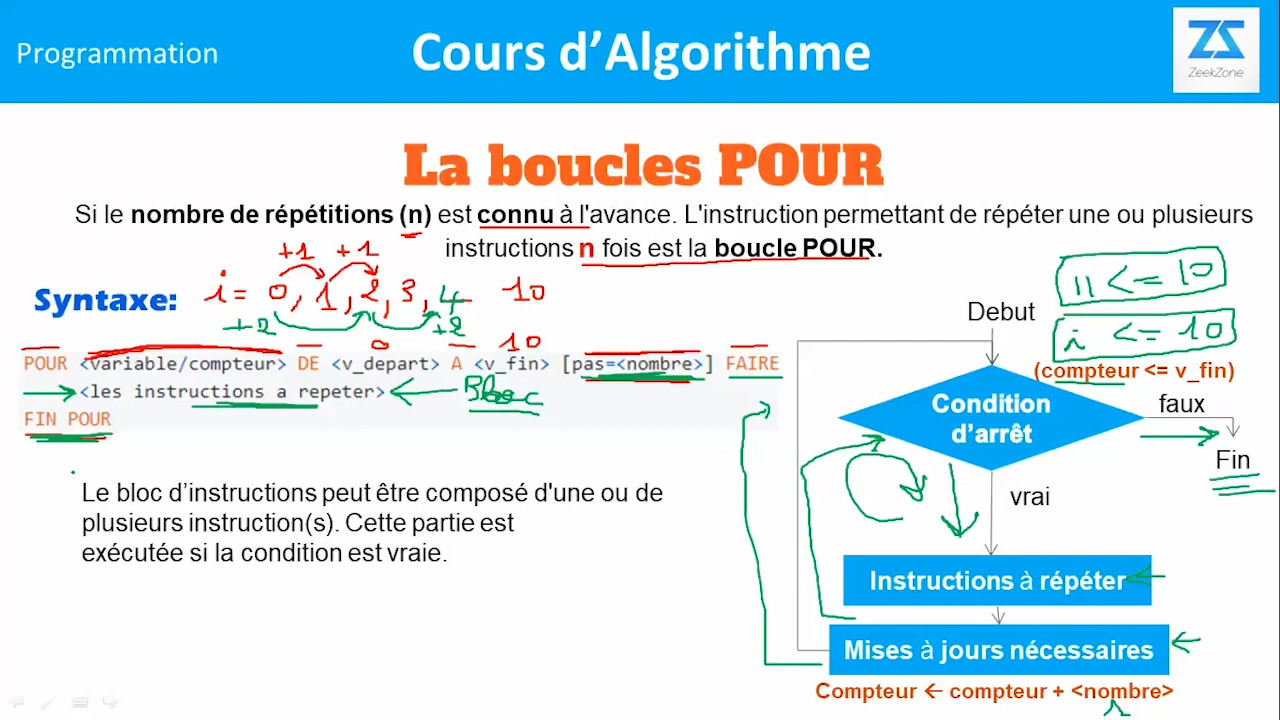 Programmation
Cours d'Algorithme
ZS
ZeekZone
La boucles POUR
Si le nombre de répétitions (n) est connu à l'avance. L'instruction permettant de répéter une ou plusieurs
instructions n fois est la boucle POUR.
+1 +1
Syntaxe:
i= 0, 1, 2, 3, 4 10
+2 +2
0 10
POUR <variable/compteur> DE <v_depart> A <v_fin> [pas=<nombre>] FAIRE
<les instructions a repeter>
Bloc
FIN POUR
Le bloc d'instructions peut être composé d'une ou de
plusieurs instruction(s). Cette partie est
exécutée si la condition est vraie.
11 <= 10
Debut
i <= 10
(compteur <= v_fin)
Condition
d'arrêt
faux
Fin
vrai
Instructions à répéter
Mises à jours nécessaires
Compteur ← compteur + <nombre>